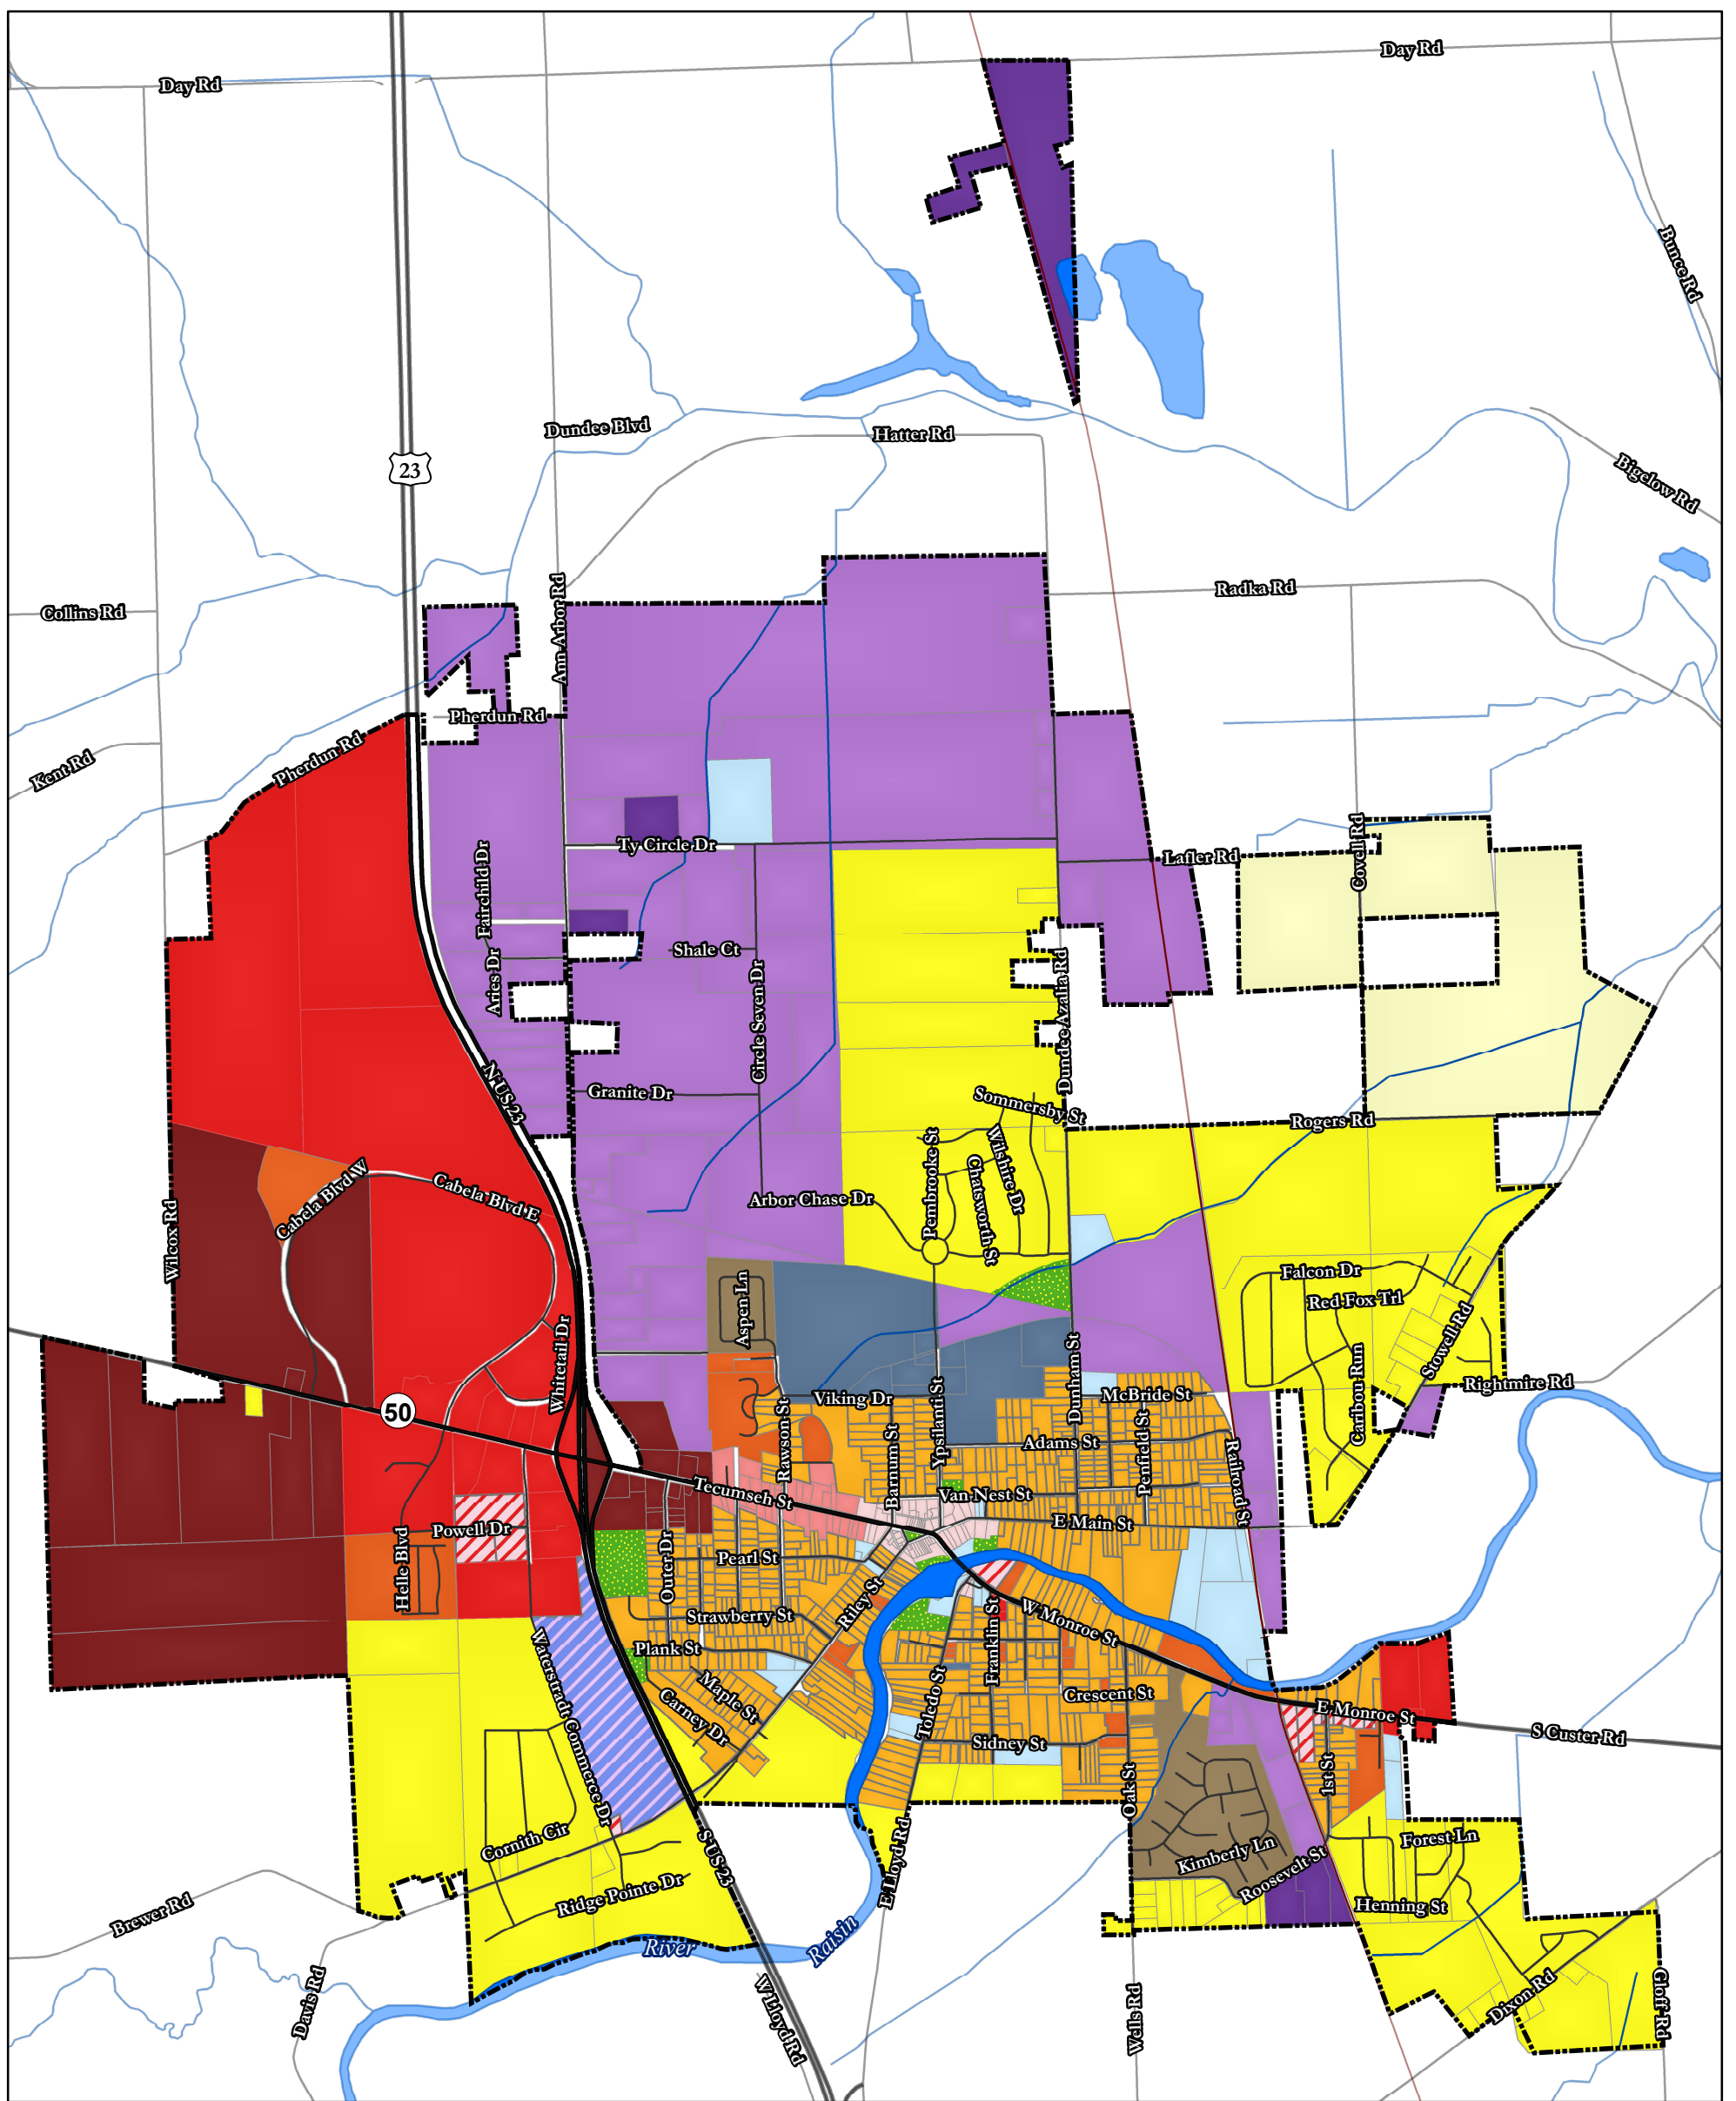 Day Rd
Day Rd
Bunce Rd
Dundee Blvd
Hatter Rd
23
Bigelow Rd
Collins Rd
Ann Arbor Rd
Radka Rd
Pherdun Rd
Pherdun Rd
Kent Rd
Ty Circle Dr
Lafler Rd
Covell Rd
Fairchild Dr
Shale Ct
Aries Dr
Circle Seven Dr
Dundee Azalia Rd
N US 23
Granite Dr
Sommersby St
Rogers Rd
Pembrooke St
Wilshire Dr
Chatsworth St
Cabela Blvd W
Cabela Blvd E
Arbor Chase Dr
Wilcox Rd
Falcon Dr
Red Fox Trl
Aspen Ln
Stowell Rd
Whitetail Dr
Dunham St
Caribou Run
Rightmire Rd
Viking Dr
McBride St
50
Rawson St
Barnum St
Ypsilanti St
Adams St
Penfield St
Railroad St
Tecumseh St
Van Nest St
E Main St
Powell Dr
Helle Blvd
Outer Dr
Pearl St
Riley St
Strawberry St
Franklin St
W Monroe St
Plank St
Waterstradt Commerce Dr
Maple St
Carney Dr
Toledo St
Crescent St
Sidney St
E Monroe St
S Custer Rd
Oak St
1st St
S US 23
Cornith Cir
E Lloyd Rd
Kimberly Ln
Forest Ln
Roosevelt St
Ridge Pointe Dr
Henning St
Brewer Rd
River
Raisin
Davis Rd
W Lloyd Rd
Wells Rd
Dixon Rd
Cloff Rd